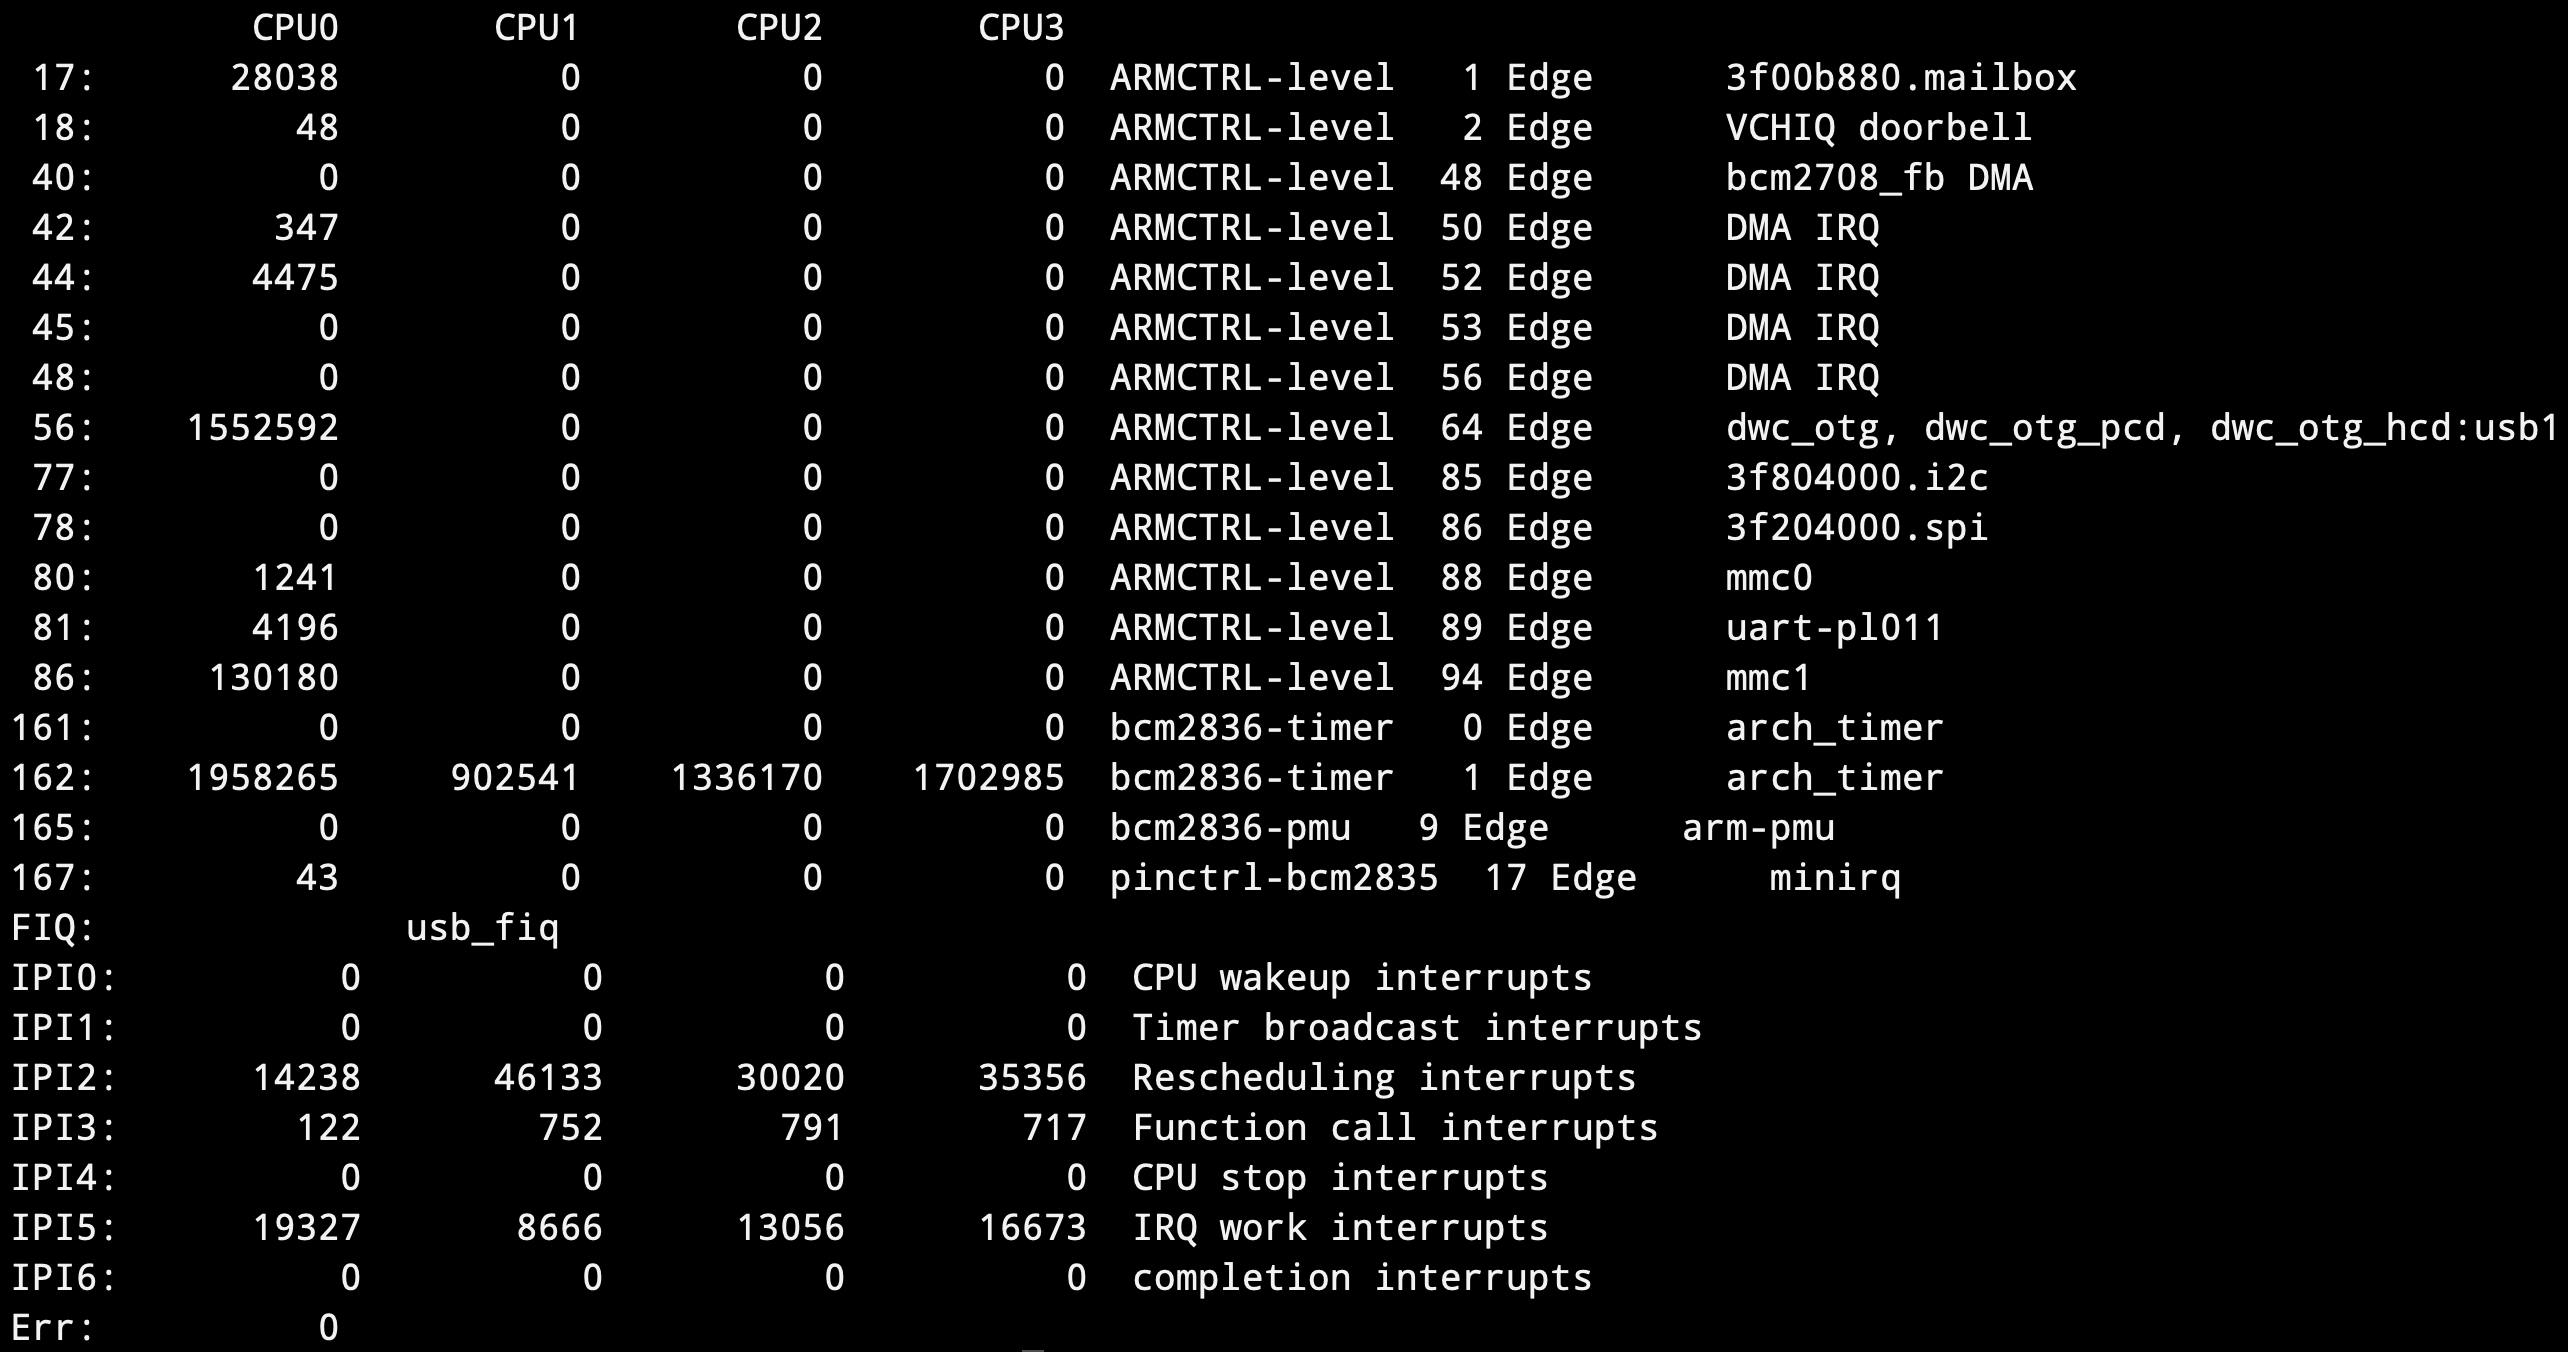 CPU0       CPU1       CPU2       CPU3
 17:      28038          0          0          0  ARMCTRL-level   1 Edge      3f00b880.mailbox
 18:         48          0          0          0  ARMCTRL-level   2 Edge      VCHIQ doorbell
 40:          0          0          0          0  ARMCTRL-level  48 Edge      bcm2708_fb DMA
 42:        347          0          0          0  ARMCTRL-level  50 Edge      DMA IRQ
 44:       4475          0          0          0  ARMCTRL-level  52 Edge      DMA IRQ
 45:          0          0          0          0  ARMCTRL-level  53 Edge      DMA IRQ
 48:          0          0          0          0  ARMCTRL-level  56 Edge      DMA IRQ
 56:    1552592          0          0          0  ARMCTRL-level  64 Edge      dwc_otg, dwc_otg_pcd, dwc_otg_hcd:usb1
 77:          0          0          0          0  ARMCTRL-level  85 Edge      3f804000.i2c
 78:          0          0          0          0  ARMCTRL-level  86 Edge      3f204000.spi
 80:       1241          0          0          0  ARMCTRL-level  88 Edge      mmc0
 81:       4196          0          0          0  ARMCTRL-level  89 Edge      uart-pl011
 86:     130180          0          0          0  ARMCTRL-level  94 Edge      mmc1
161:          0          0          0          0  bcm2836-timer   0 Edge      arch_timer
162:    1958265     902541    1336170    1702985  bcm2836-timer   1 Edge      arch_timer
165:          0          0          0          0  bcm2836-pmu   9 Edge      arm-pmu
167:         43          0          0          0  pinctrl-bcm2835  17 Edge      minirq
FIQ:              usb_fiq
IPI0:          0          0          0          0  CPU wakeup interrupts
IPI1:          0          0          0          0  Timer broadcast interrupts
IPI2:      14238      46133      30020      35356  Rescheduling interrupts
IPI3:        122        752        791        717  Function call interrupts
IPI4:          0          0          0          0  CPU stop interrupts
IPI5:      19327       8666      13056      16673  IRQ work interrupts
IPI6:          0          0          0          0  completion interrupts
Err:          0